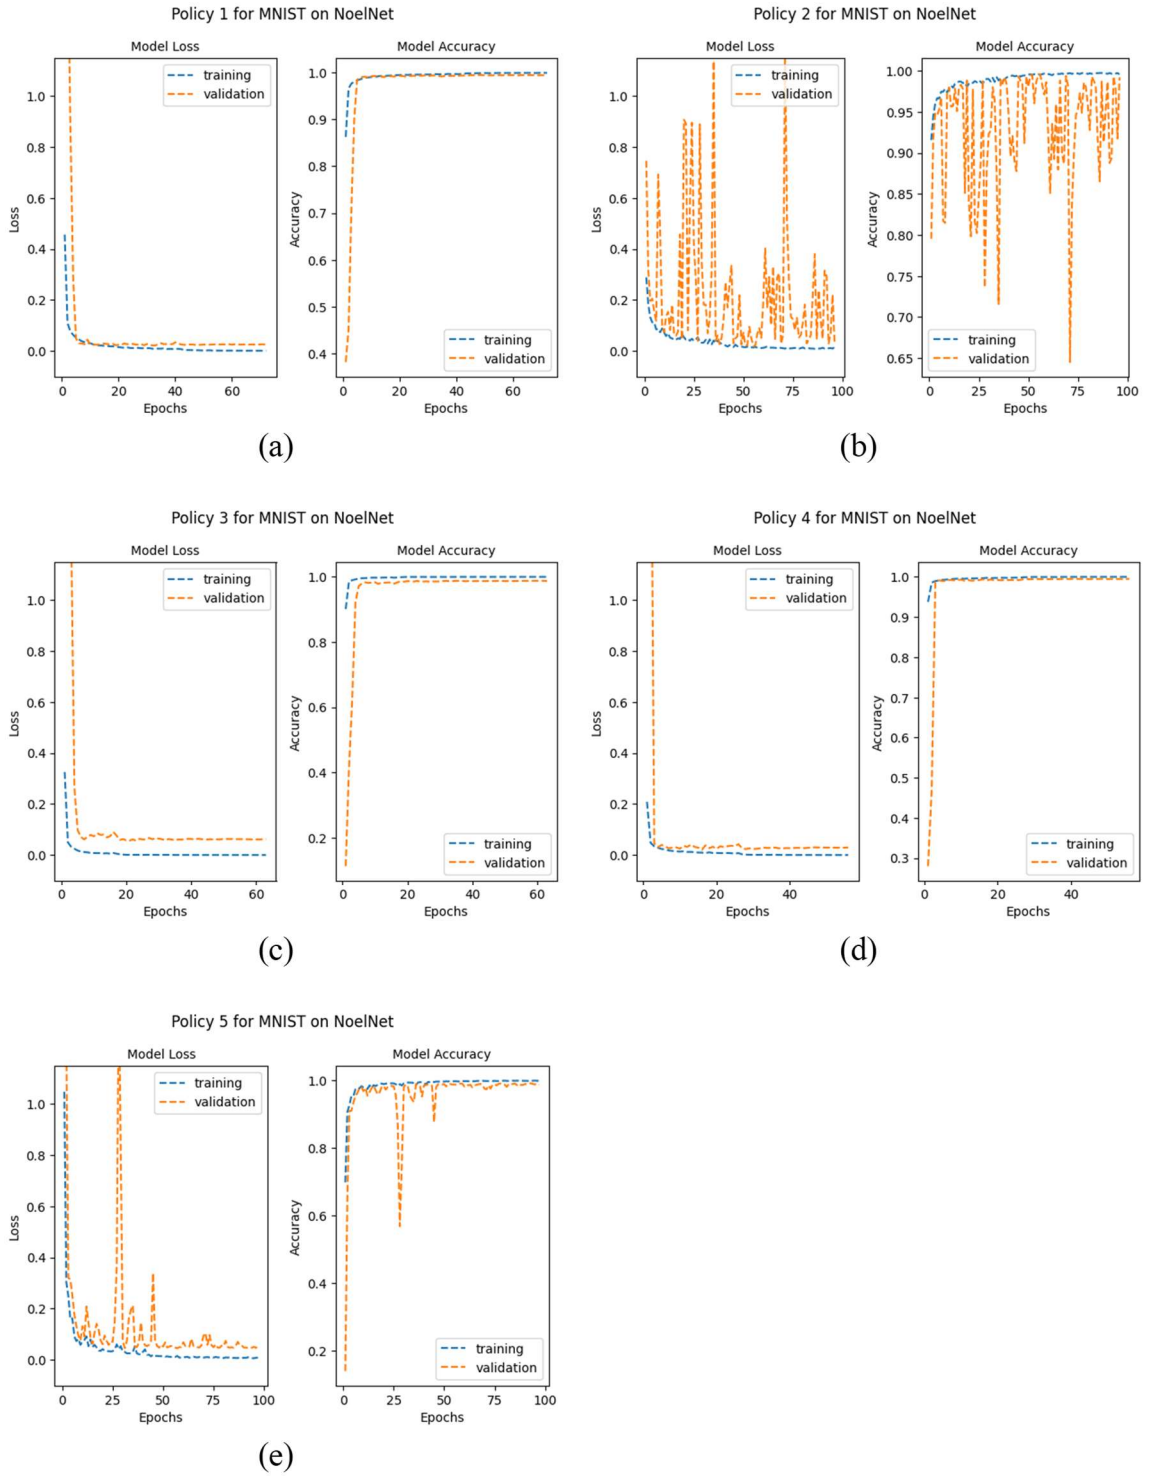 Policy 1 for MNIST on NoelNet
Model Loss
training
validation
1.0
0.8
0.6
0.4
0.2
0.0
Loss
0 20 40 60
Epochs
Model Accuracy
1.0
0.9
0.8
0.7
0.6
0.5
0.4
Accuracy
training
validation
0 20 40 60
Epochs
(a)
Policy 2 for MNIST on NoelNet
Model Loss
training
validation
1.0
0.8
0.6
0.4
0.2
0.0
Loss
0 25 50 75 100
Epochs
Model Accuracy
1.00
0.95
0.90
0.85
0.80
0.75
0.70
0.65
Accuracy
training
validation
0 25 50 75 100
Epochs
(b)
Policy 3 for MNIST on NoelNet
Model Loss
training
validation
1.0
0.8
0.6
0.4
0.2
0.0
Loss
0 20 40 60
Epochs
Model Accuracy
1.0
0.8
0.6
0.4
0.2
Accuracy
training
validation
0 20 40 60
Epochs
(c)
Policy 4 for MNIST on NoelNet
Model Loss
training
validation
1.0
0.8
0.6
0.4
0.2
0.0
Loss
0 20 40
Epochs
Model Accuracy
1.0
0.9
0.8
0.7
0.6
0.5
0.4
0.3
Accuracy
training
validation
0 20 40
Epochs
(d)
Policy 5 for MNIST on NoelNet
Model Loss
training
validation
1.0
0.8
0.6
0.4
0.2
0.0
Loss
0 25 50 75 100
Epochs
Model Accuracy
1.0
0.8
0.6
0.4
0.2
Accuracy
training
validation
0 25 50 75 100
Epochs
(e)